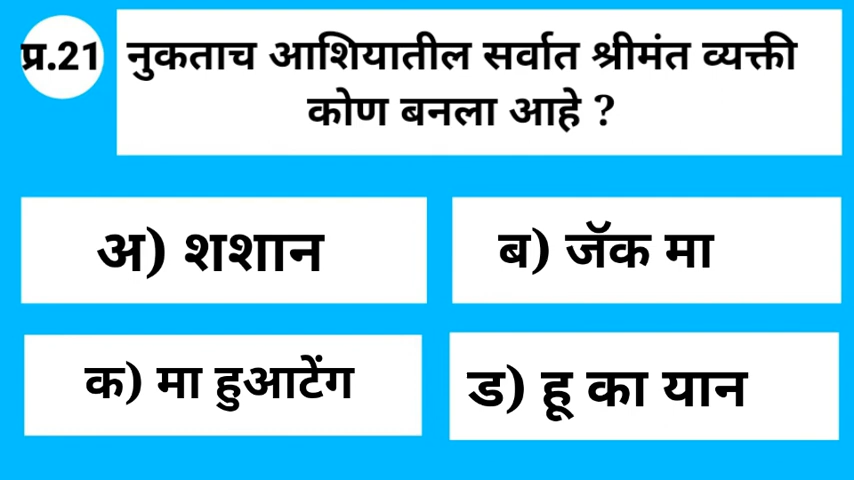 प्र.21
नुकताच आशियातील सर्वात श्रीमंत व्यक्ती
कोण बनला आहे ?
अ) शशान
ब) जॅक मा
क) मा हुआटेंग
ड) हू का यान